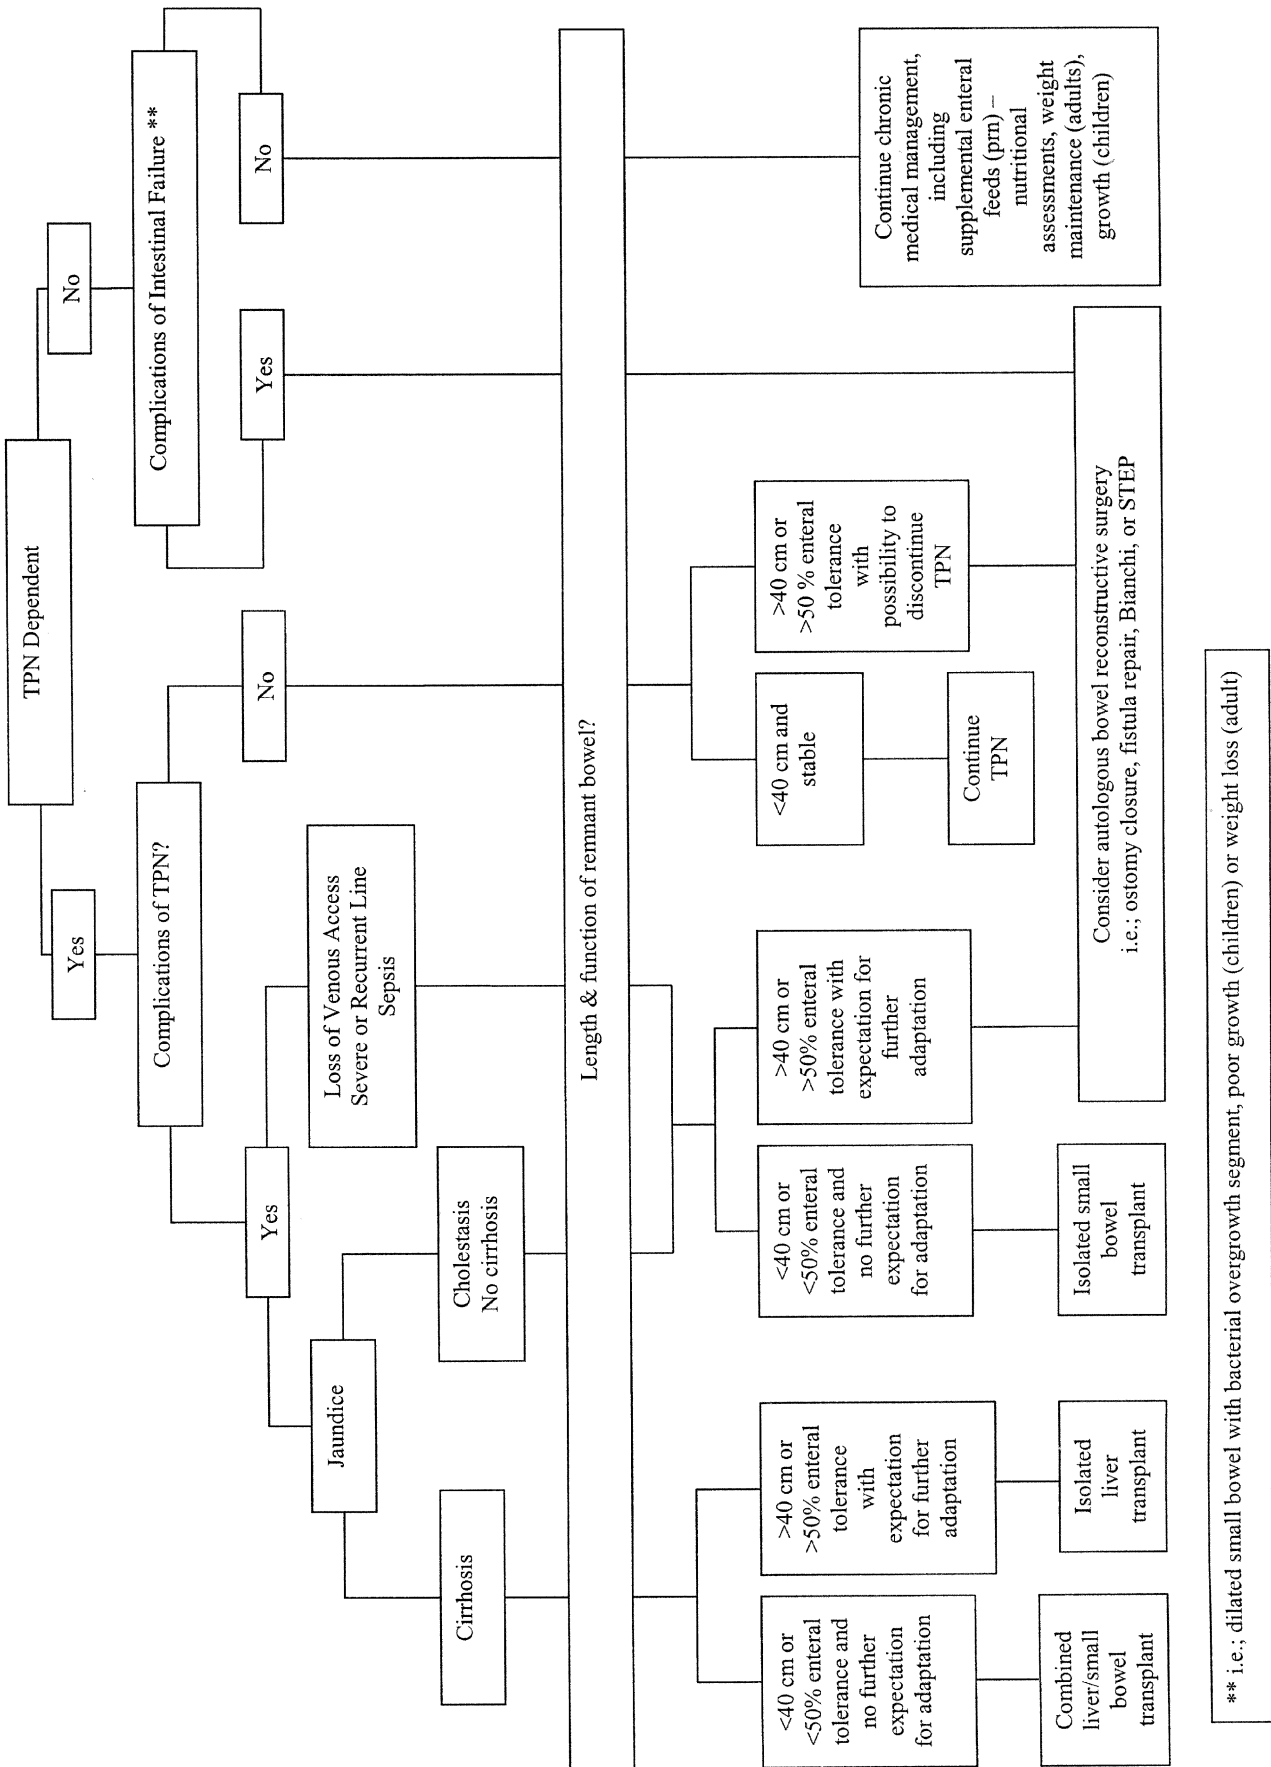 TPN Dependent
Yes
No
Complications of TPN?
Complications of Intestinal Failure **
Yes
No
Yes
No
Jaundice
Loss of Venous Access
Severe or Recurrent Line
Sepsis
Cirrhosis
Cholestasis
No cirrhosis
Length & function of remnant bowel?
<40 cm or
<50% enteral
tolerance and
no further
expectation
for adaptation
>40 cm or
>50% enteral
tolerance
with
expectation
for further
adaptation
<40 cm or
<50% enteral
tolerance and
no further
expectation
for adaptation
>40 cm or
>50% enteral
tolerance with
expectation for
further
adaptation
<40 cm and
stable
>40 cm or
>50 % enteral
tolerance
with
possibility to
discontinue
TPN
Continue chronic
medical management,
including
supplemental enteral
feeds (prn) –
nutritional
assessments, weight
maintenance (adults),
growth (children)
Combined
liver/small
bowel
transplant
Isolated
liver
transplant
Isolated small
bowel
transplant
Continue
TPN
Consider autologous bowel reconstructive surgery
i.e.; ostomy closure, fistula repair, Bianchi, or STEP
** i.e.; dilated small bowel with bacterial overgrowth segment, poor growth (children) or weight loss (adult)